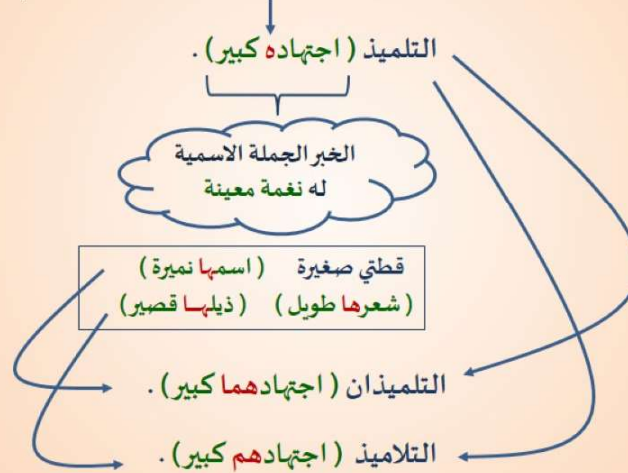 التلميذ ( اجتهاده كبير) .
الخبر الجملة الاسمية
له نغمة معينة
قطتي صغيرة ( اسمها نميرة )
( شعرها طويل ) ( ذيلهـا قصير)
التلميذان ( اجتهادهما كبير) .
التلاميذ ( اجتهادهم كبير) .